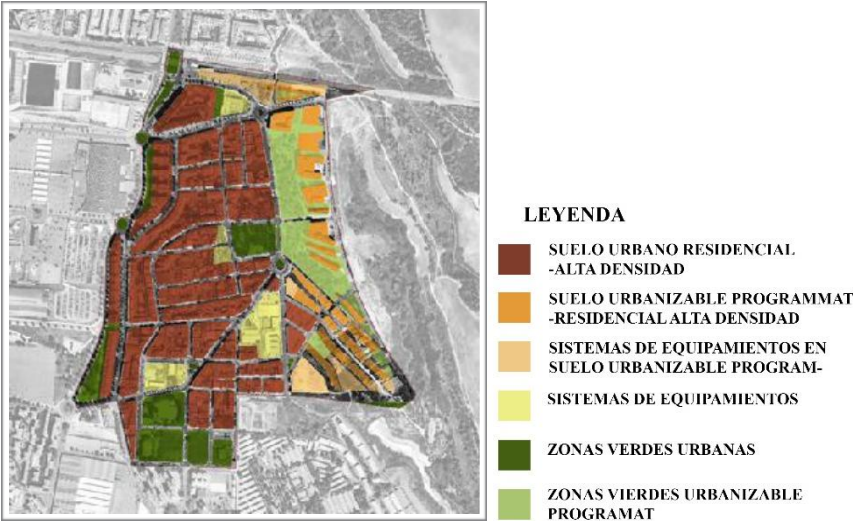 LEYENDA
SUELO URBANO RESIDENCIAL
-ALTA DENSIDAD
SUELO URBANIZABLE PROGRAMMAT
-RESIDENCIAL ALTA DENSIDAD
SISTEMAS DE EQUIPAMIENTOS EN
SUELO URBANIZABLE PROGRAM-
SISTEMAS DE EQUIPAMIENTOS
ZONAS VERDES URBANAS
ZONAS VIERDES URBANIZABLE
PROGRAMAT